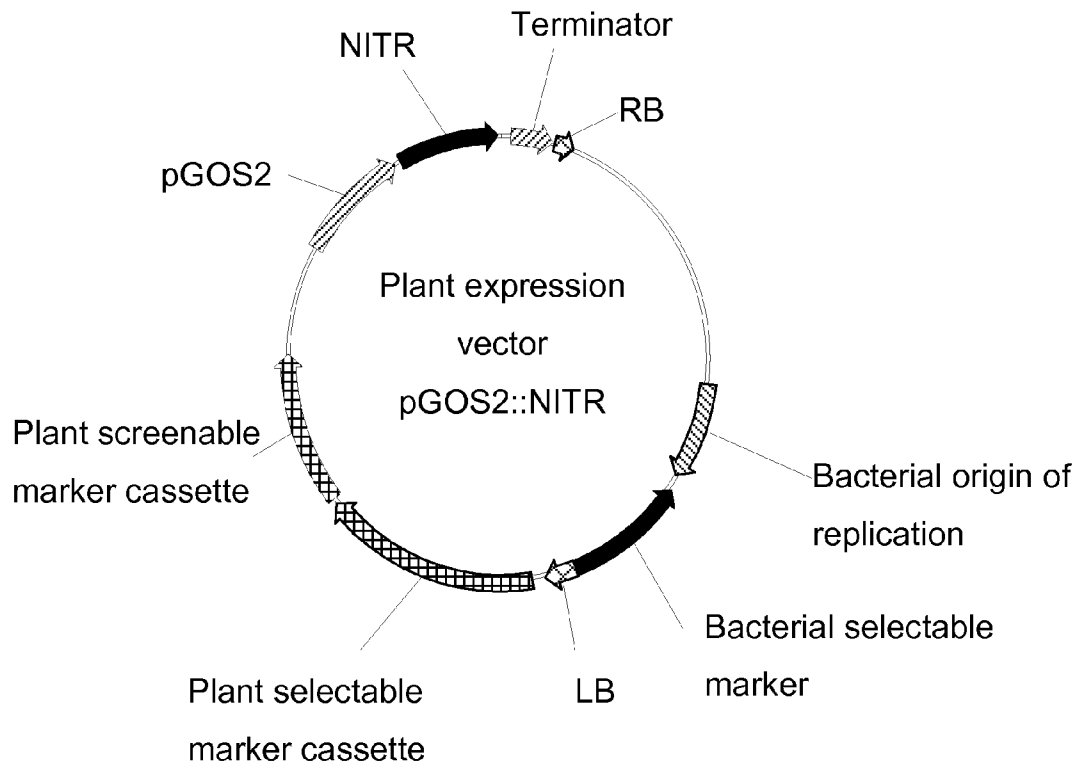 Terminator
NITR
RB
pGOS2
Plant expression
vector
pGOS2::NITR
Plant screenable
marker cassette
Bacterial origin of
replication
Bacterial selectable
marker
LB
Plant selectable
marker cassette